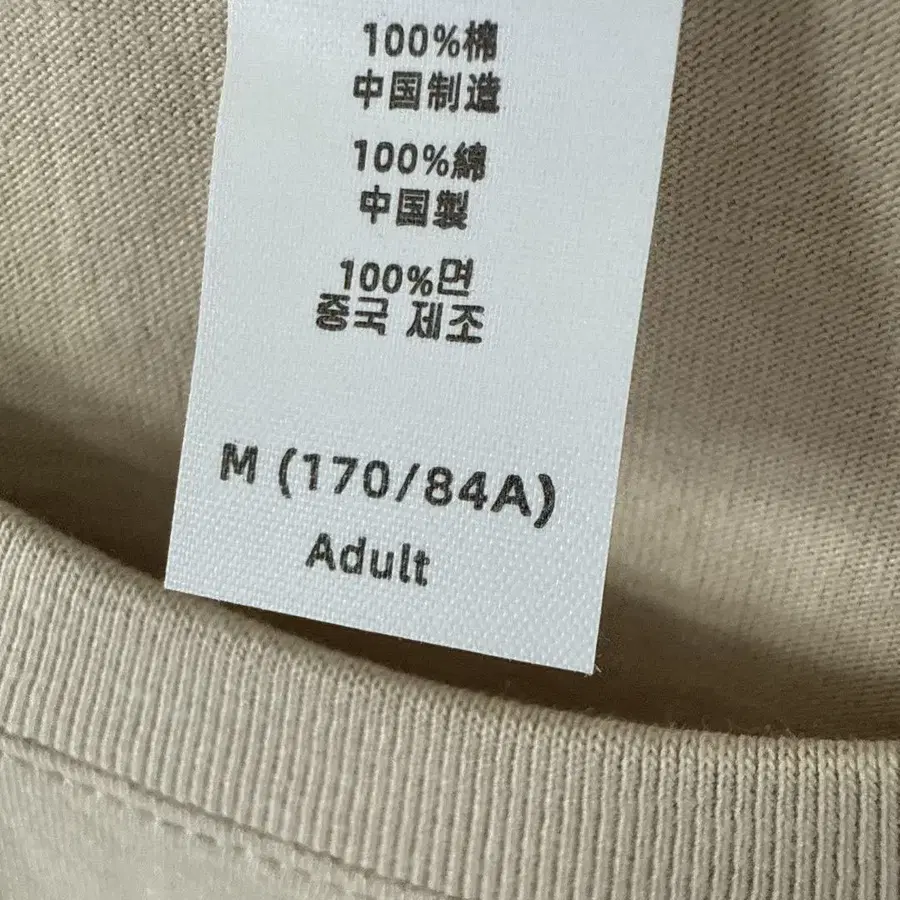 100%棉
中国制造
100%綿
中国製
100%면
중국 제조
M (170/84A)
Adult